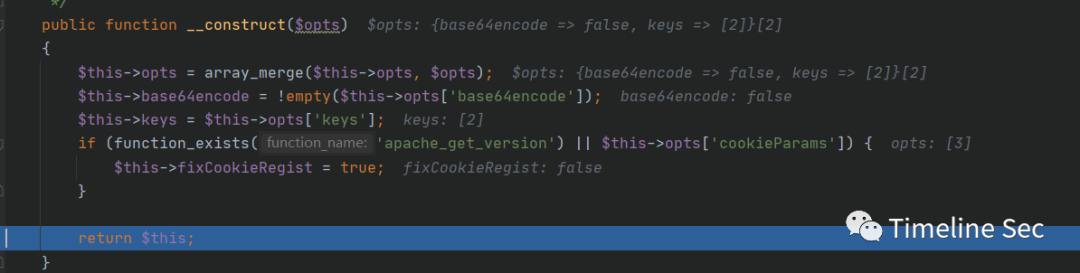 */
public function __construct($opts)  $opts: {base64encode => false, keys => [2]}[2]
{
$this->opts = array_merge($this->opts, $opts);  $opts: {base64encode => false, keys => [2]}[2]
$this->base64encode = !empty($this->opts['base64encode']);  base64encode: false
$this->keys = $this->opts['keys'];  keys: [2]
if (function_exists( function_name: 'apache_get_version') || $this->opts['cookieParams']) {  opts: [3]
$this->fixCookieRegist = true;  fixCookieRegist: false
}
return $this;
}
Timeline Sec